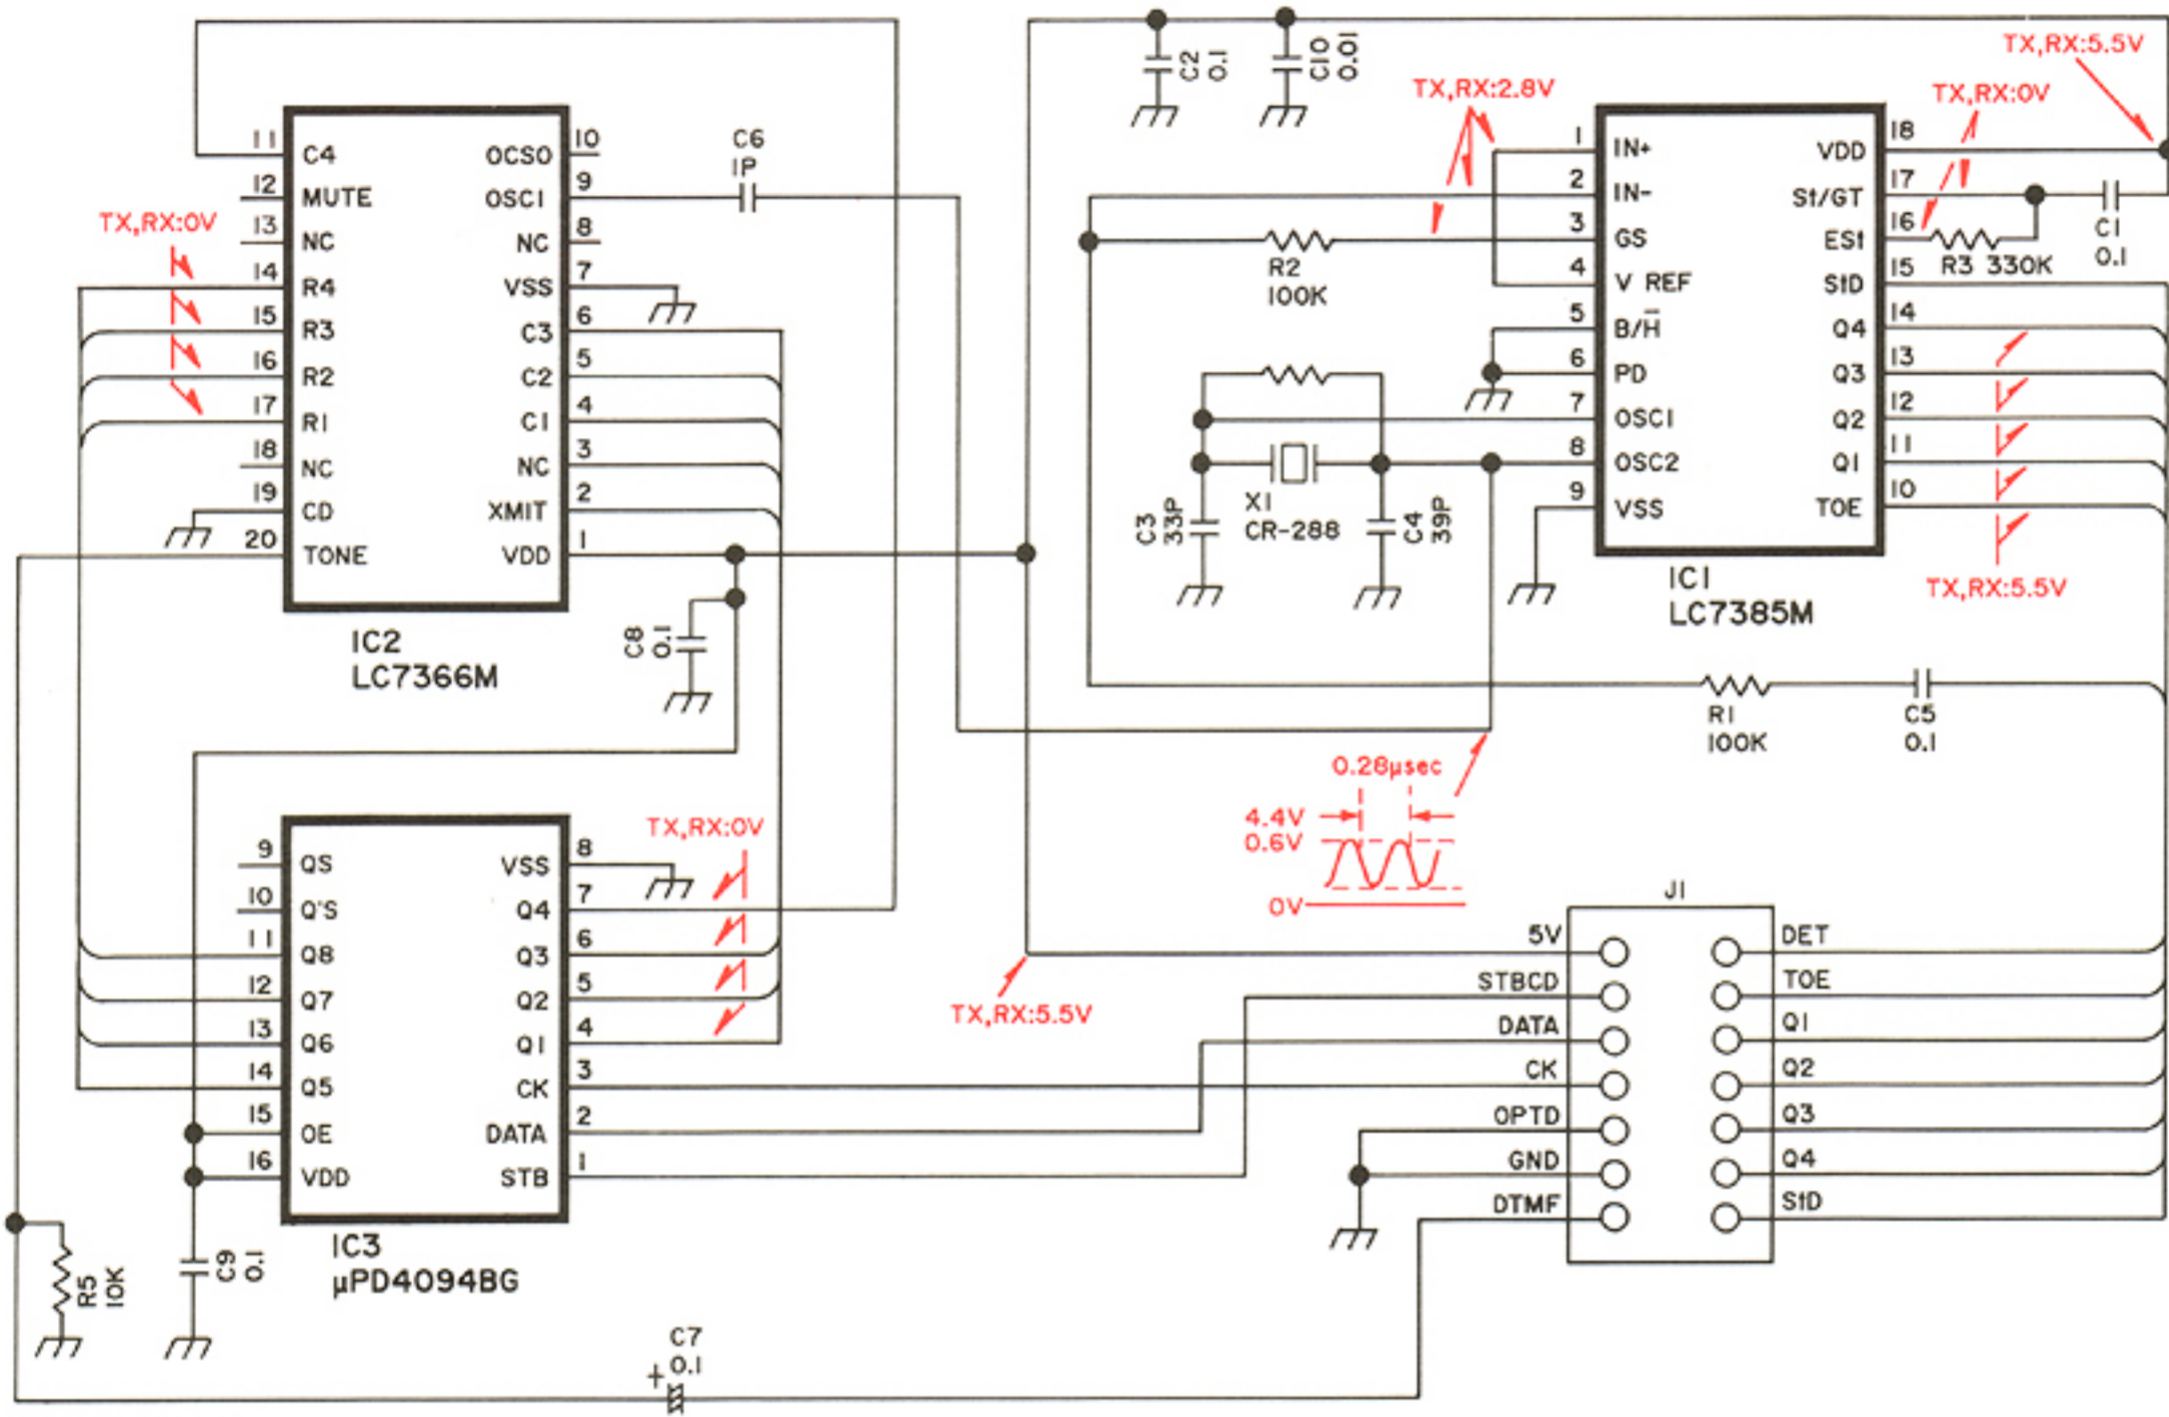 C2
0.1
C10
0.01
TX,RX:5.5V
TX,RX:2.8V
TX,RX:0V
11
C4
OCSO
10
12
MUTE
OSC1
9
13
NC
NC
8
14
R4
VSS
7
15
R3
C3
6
16
R2
C2
5
17
R1
C1
4
18
NC
NC
3
19
CD
XMIT
2
20
TONE
VDD
1
IC2
LC7366M
TX,RX:0V
C6
1P
C8
0.1
1
IN+
VDD
18
2
IN-
St/GT
17
3
GS
ESt
16
4
V REF
StD
15
5
B/H̅
Q4
14
6
PD
Q3
13
7
OSC1
Q2
12
8
OSC2
Q1
11
9
VSS
TOE
10
IC1
LC7385M
R2
100K
R3 330K
C1
0.1
C3
33P
X1
CR-288
C4
39P
TX,RX:5.5V
R1
100K
C5
0.1
0.28µsec
4.4V
0.6V
0V
TX,RX:0V
9
QS
VSS
8
10
Q'S
Q4
7
11
Q8
Q3
6
12
Q7
Q2
5
13
Q6
Q1
4
14
Q5
CK
3
15
OE
DATA
2
16
VDD
STB
1
IC3
µPD4094BG
TX,RX:5.5V
J1
5V
DET
STBCD
TOE
DATA
Q1
CK
Q2
OPTD
Q3
GND
Q4
DTMF
StD
R5
10K
C9
0.1
C7
+ 0.1